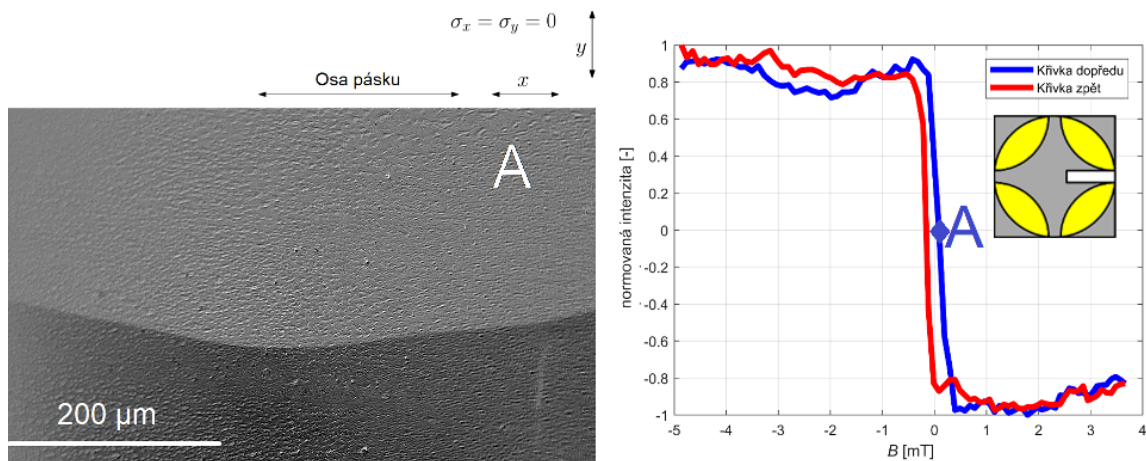 σx = σy = 0
y
Osa pásku
x
A
200 µm
normovaná intenzita [-]
1
0.8
0.6
0.4
0.2
0
-0.2
-0.4
-0.6
-0.8
-1
Křivka dopředu
Křivka zpět
A
-5 -4 -3 -2 -1 0 1 2 3 4
B [mT]